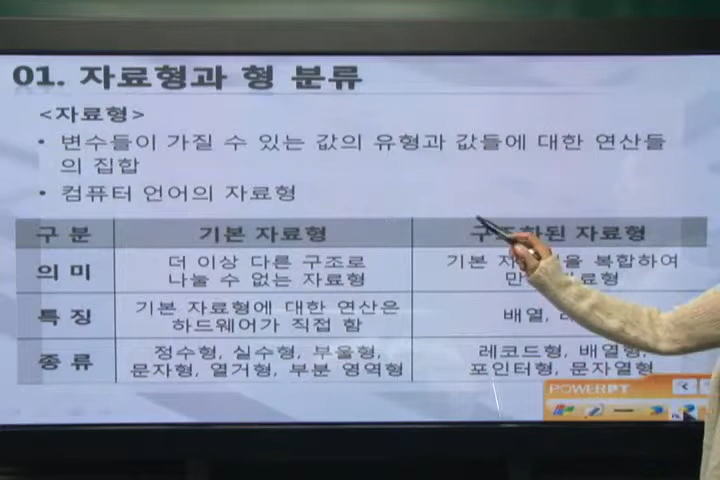 01. 자료형과 형 분류
<자료형>
• 변수들이 가질 수 있는 값의 유형과 값들에 대한 연산들
의 집합
• 컴퓨터 언어의 자료형
구 분 기본 자료형 자료형
의 미 더 이상 다른 구조로 기본 복합하여
나눌 수 없는 자료형
특 징 기본 자료형에 대한 연산은 배열,
하드웨어가 직접 함
종 류 정수형, 실수형, 부울형, 레코드형, 배열형,
문자형, 열거형, 부분 영역형 포인터형, 문자열형
POWERPT